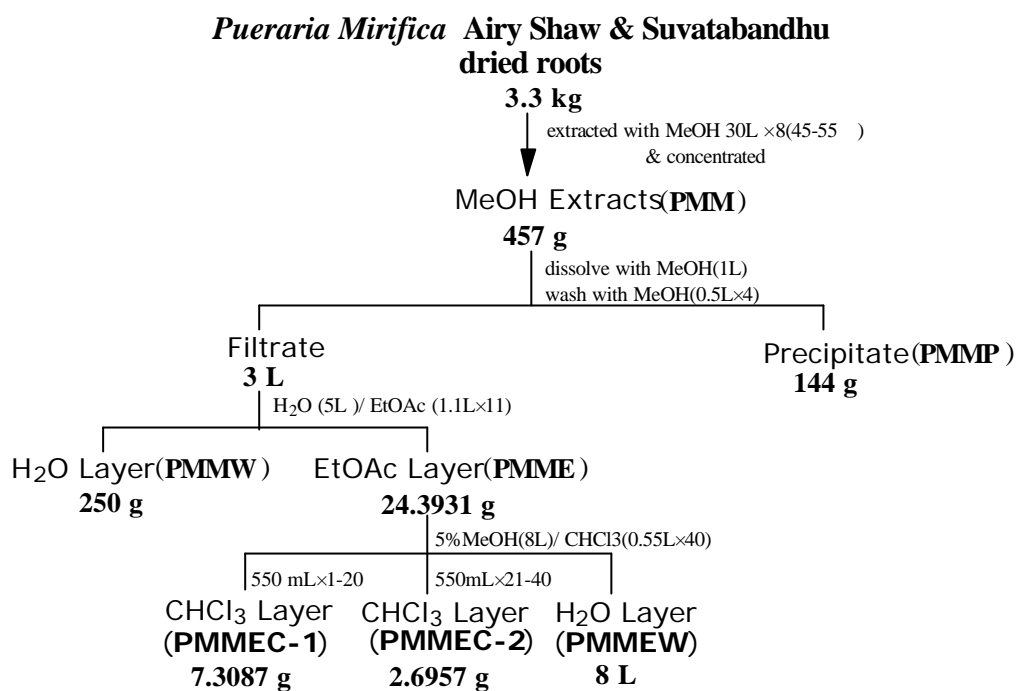 Pueraria Mirifica Airy Shaw & Suvatabandhu
dried roots
3.3 kg
extracted with MeOH 30L ×8(45-55 )
& concentrated
MeOH Extracts(PMM)
457 g
dissolve with MeOH(1L)
wash with MeOH(0.5L×4)
Filtrate
3 L
Precipitate(PMMP)
144 g
H₂O (5L )/ EtOAc (1.1L×11)
H₂O Layer(PMMW)
250 g
EtOAc Layer(PMME)
24.3931 g
5%MeOH(8L)/ CHCl3(0.55L×40)
550 mL×1-20
550mL×21-40
CHCl₃ Layer
(PMMEC-1)
7.3087 g
CHCl₃ Layer
(PMMEC-2)
2.6957 g
H₂O Layer
(PMMEW)
8 L